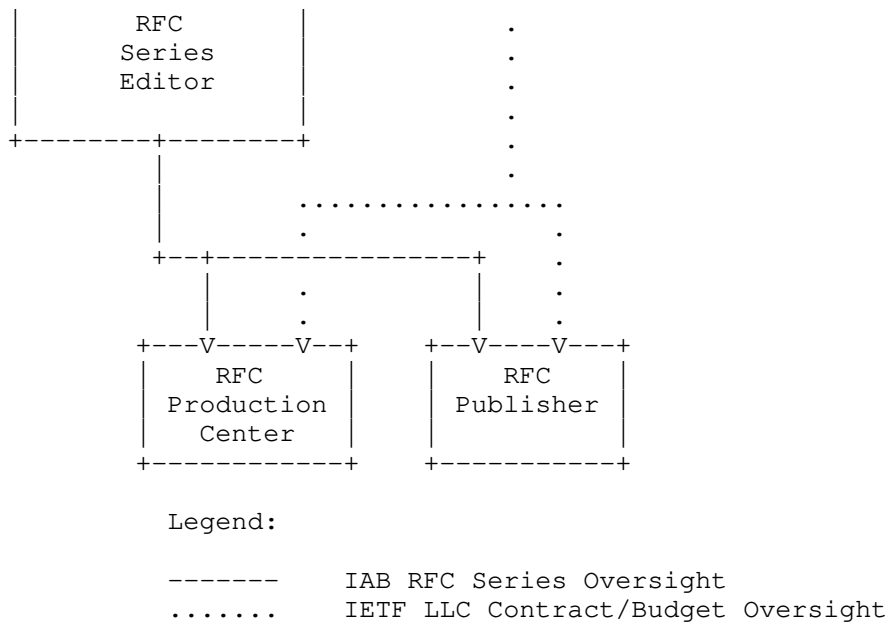 RFC
Series
Editor
RFC RFC
Production Publisher
Center
Legend:
------- IAB RFC Series Oversight
....... IETF LLC Contract/Budget Oversight